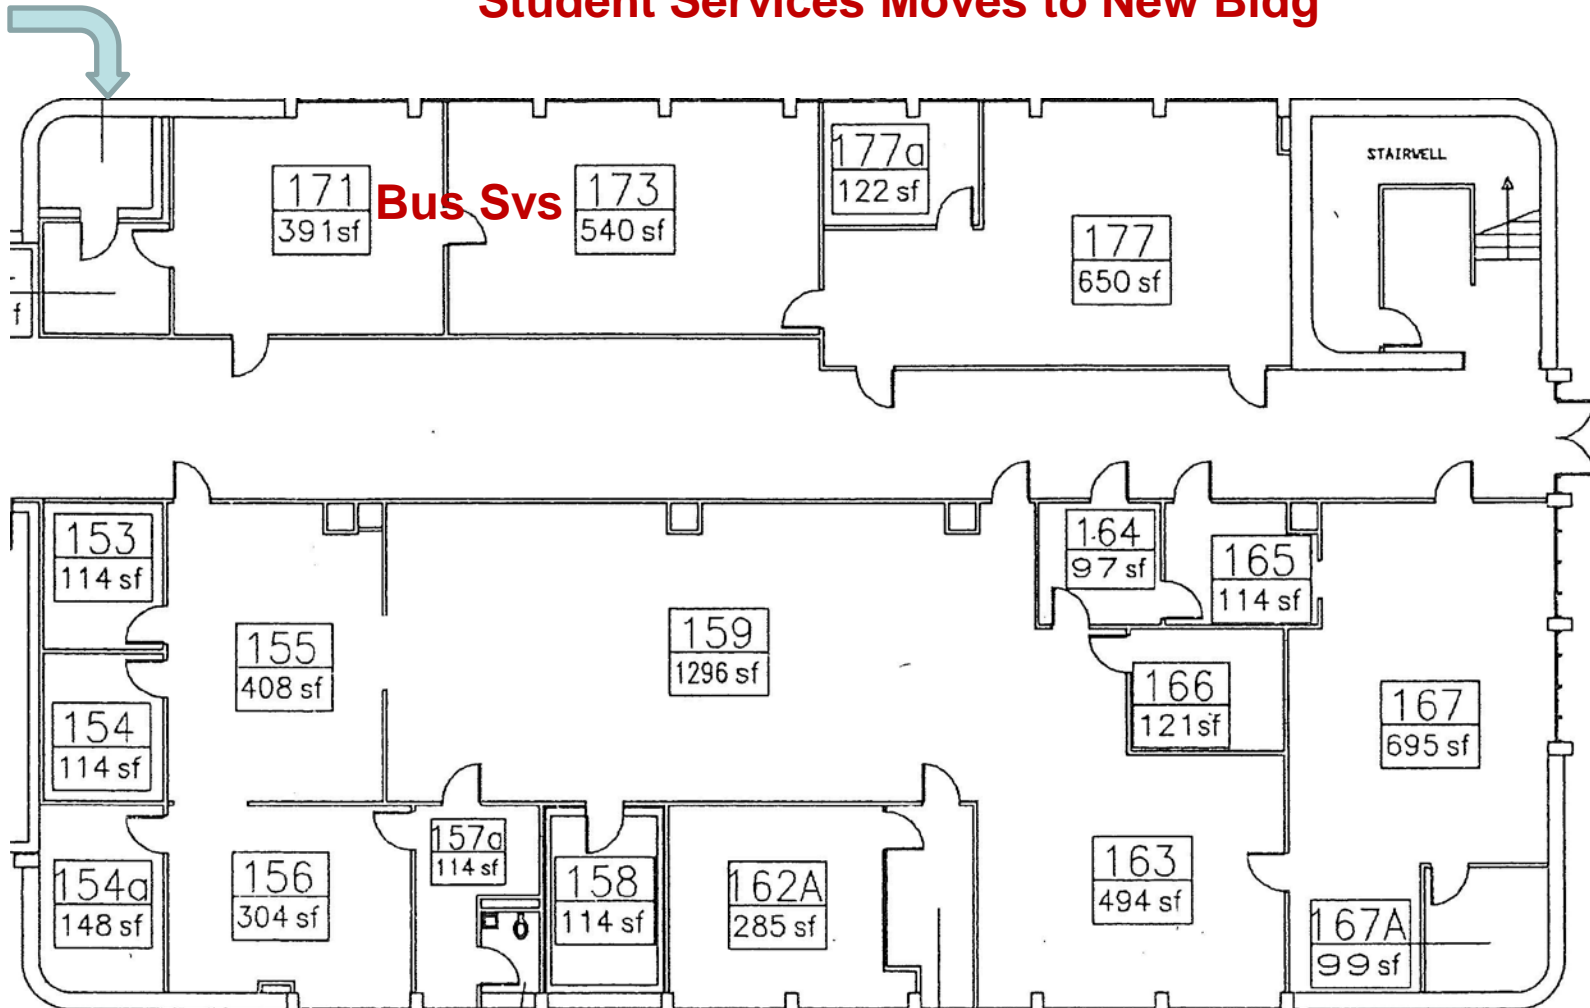 Student Services Moves to New Bldg
177a
122 sf
STAIRWELL
171
391sf
Bus Svs
173
540 sf
177
650 sf
f
153
114 sf
164
97 sf
165
114 sf
155
408 sf
159
1296 sf
166
121sf
167
695 sf
154
114 sf
157a
114 sf
154a
148 sf
156
304 sf
158
114 sf
162A
285 sf
163
494 sf
167A
99 sf